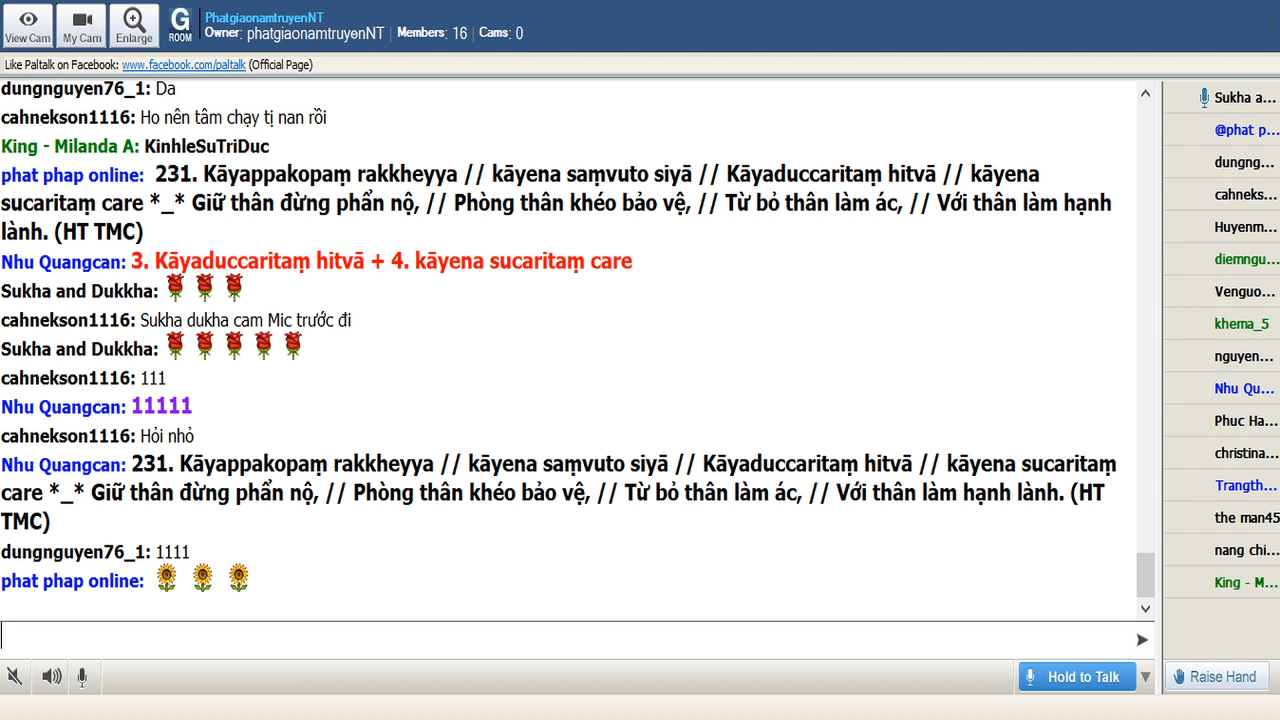 View Cam
My Cam
Enlarge
G
ROOM
PhatgiaonamtruyenNT
Owner: phatgiaonamtruyenNT | Members: 16 | Cams: 0
Like Paltalk on Facebook: www.facebook.com/paltalk (Official Page)
dungnguyen76_1: Da
cahnekson1116: Ho nên tâm chạy tị nan rồi
King - Milanda A: KinhleSuTriDuc
phat phap online: 231. Kāyappakopaṃ rakkheyya // kāyena saṃvuto siyā // Kāyaduccaritaṃ hitvā // kāyena
sucaritaṃ care *_* Giữ thân đừng phẩn nộ, // Phòng thân khéo bảo vệ, // Từ bỏ thân làm ác, // Với thân làm hạnh
lành. (HT TMC)
Nhu Quangcan: 3. Kāyaduccaritaṃ hitvā + 4. kāyena sucaritaṃ care
Sukha and Dukkha:
cahnekson1116: Sukha dukha cam Mic trước đi
Sukha and Dukkha:
cahnekson1116: 111
Nhu Quangcan: 11111
cahnekson1116: Hỏi nhỏ
Nhu Quangcan: 231. Kāyappakopaṃ rakkheyya // kāyena saṃvuto siyā // Kāyaduccaritaṃ hitvā // kāyena sucaritaṃ
care *_* Giữ thân đừng phẩn nộ, // Phòng thân khéo bảo vệ, // Từ bỏ thân làm ác, // Với thân làm hạnh lành. (HT
TMC)
dungnguyen76_1: 1111
phat phap online:
Hold to Talk
Sukha a...
@phat p...
dungng...
cahneks...
Huyenm...
diemngu...
Venguo...
khema_5
nguyen...
Nhu Qu...
Phuc Ha...
christina...
Trangth...
the man45
nang chi...
King - M...
Raise Hand